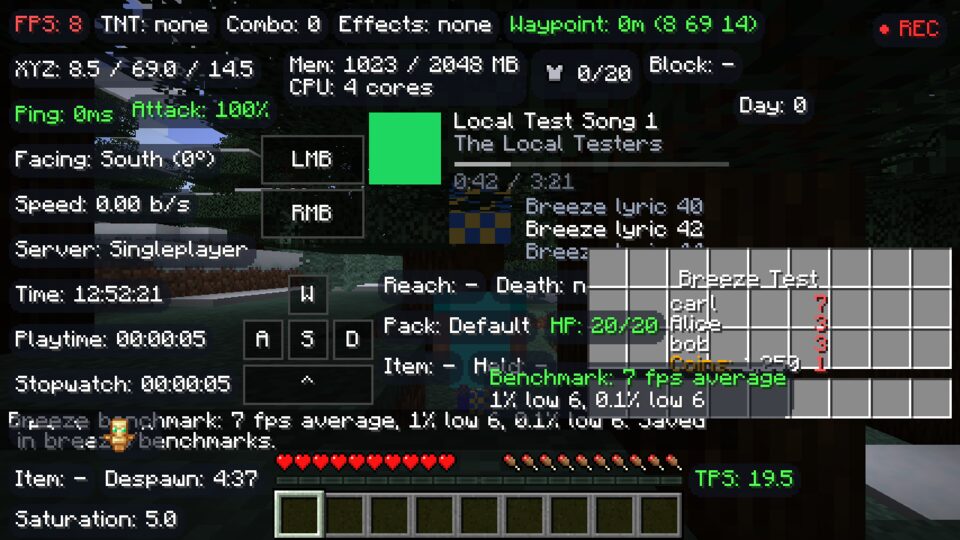 FPS: 8 TNT: none Combo: 0 Effects: none Waypoint: 0m (8 69 14)
REC
XYZ: 8.5 / 69.0 / 14.5
Mem: 1023 / 2048 MB
CPU: 4 cores
0/20
Block: -
Ping: 0ms
Attack: 100%
Day: 0
Local Test Song 1
The Local Testers
0:42 / 3:21
Facing: South (0°)
LMB
Speed: 0.00 b/s
RMB
Breeze lyric 40
Breeze lyric 42
Breeze lyric
Server: Singleplayer
Reach: - Death:
Breeze Test
carl 7
Alice 3
bob 3
Coins: 1,250 1
Time: 12:52:21
W
Pack: Default HP: 20/20
Playtime: 00:00:05
A S D
Item: - Held: -
Stopwatch: 00:00:05
^
Benchmark: 7 fps average
1% low 6, 0.1% low 6
Breeze benchmark: 7 fps average, 1% low 6, 0.1% low 6. Saved
in breeze benchmarks.
Item: - Despawn: 4:37
TPS: 19.5
Saturation: 5.0